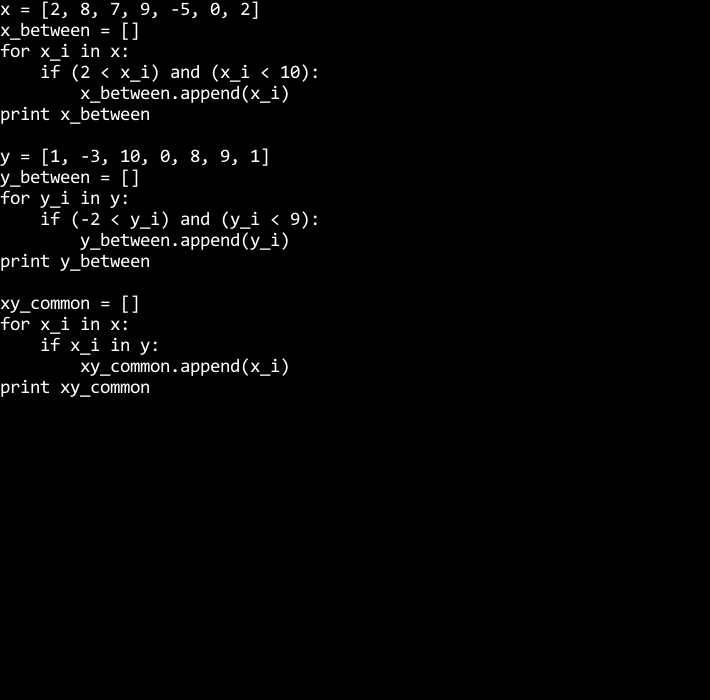 x = [2, 8, 7, 9, -5, 0, 2]
x_between = []
for x_i in x:
    if (2 < x_i) and (x_i < 10):
        x_between.append(x_i)
print x_between

y = [1, -3, 10, 0, 8, 9, 1]
y_between = []
for y_i in y:
    if (-2 < y_i) and (y_i < 9):
        y_between.append(y_i)
print y_between

xy_common = []
for x_i in x:
    if x_i in y:
        xy_common.append(x_i)
print xy_common